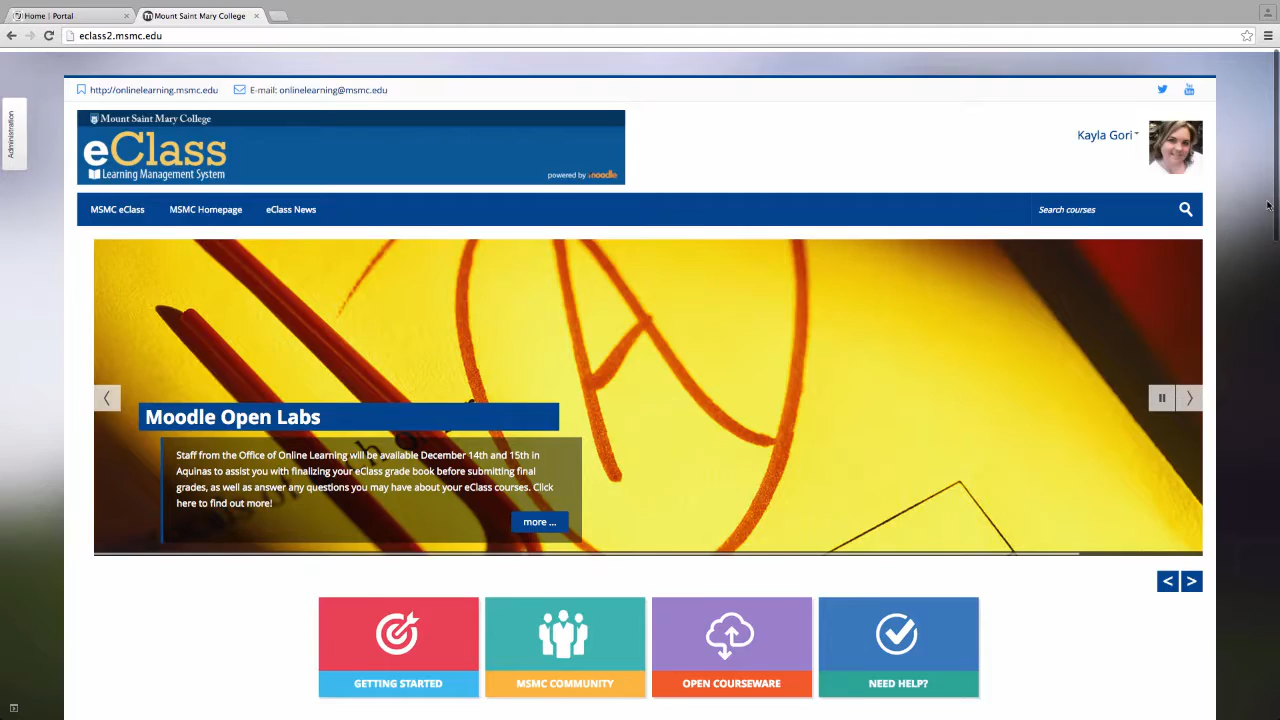 Home | Portal
Mount Saint Mary College
eclass2.msmc.edu
Administration
http://onlinelearning.msmc.edu
E-mail: onlinelearning@msmc.edu
You
Mount Saint Mary College
eClass
Learning Management System
powered by moodle
Kayla Gori
MSMC eClass
MSMC Homepage
eClass News
Search courses
A
Moodle Open Labs
Staff from the Office of Online Learning will be available December 14th and 15th in
Aquinas to assist you with finalizing your eClass grade book before submitting final
grades, as well as answer any questions you may have about your eClass courses. Click
here to find out more!
more ...
< >
GETTING STARTED
MSMC COMMUNITY
OPEN COURSEWARE
NEED HELP?